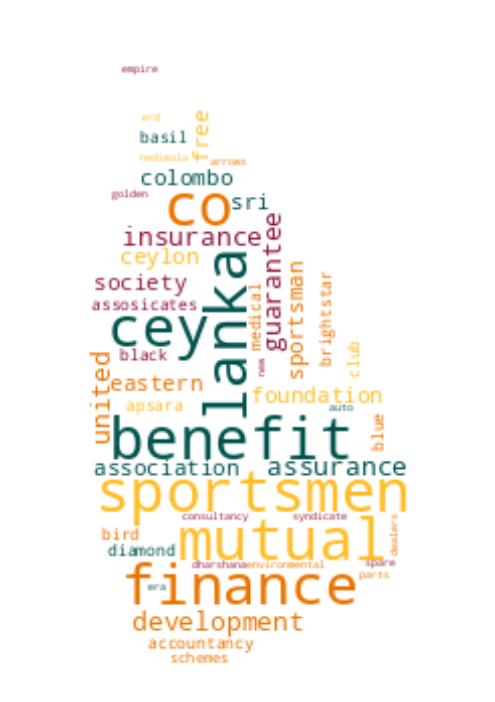 empire
erd
free
basil
nedimala
arrows
colombo
golden
co
sri
insurance
guarantee
ceylon
lanka
society
medical
sportsman
brightstar
assosicates
cey
black
new
club
united
eastern
foundation
apsara
auto
benefit
blue
association
assurance
sportsmen
consultancy
syndicate
dealers
bird
mutual
diamond
dharshana
environmental
spare
finance
parts
era
development
accountancy
schemes